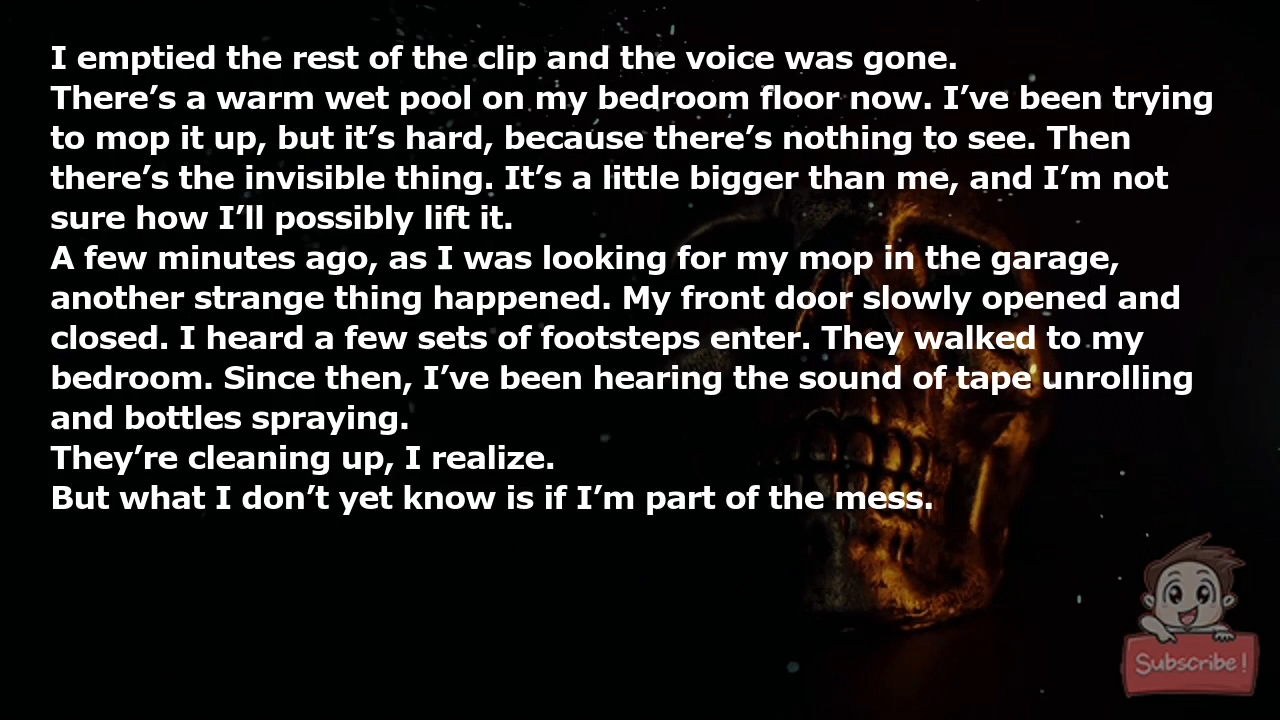 I emptied the rest of the clip and the voice was gone.
There’s a warm wet pool on my bedroom floor now. I’ve been trying
to mop it up, but it’s hard, because there’s nothing to see. Then
there’s the invisible thing. It’s a little bigger than me, and I’m not
sure how I’ll possibly lift it.
A few minutes ago, as I was looking for my mop in the garage,
another strange thing happened. My front door slowly opened and
closed. I heard a few sets of footsteps enter. They walked to my
bedroom. Since then, I’ve been hearing the sound of tape unrolling
and bottles spraying.
They’re cleaning up, I realize.
But what I don’t yet know is if I’m part of the mess.
Subscribe!